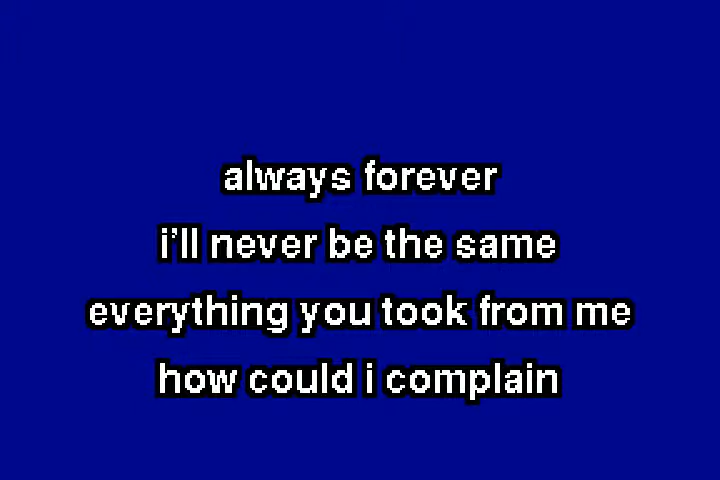 always forever
i'll never be the same
everything you took from me
how could i complain